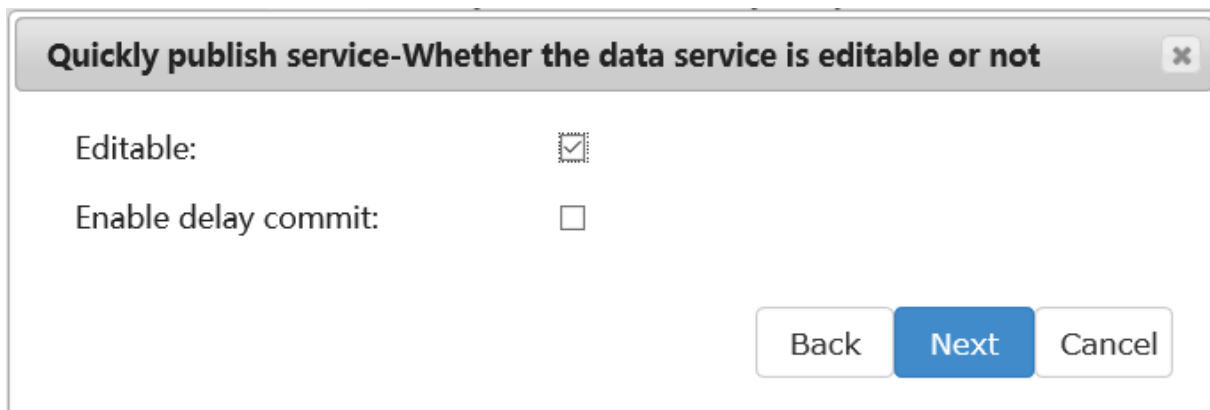 Quickly publish service-Whether the data service is editable or not
Editable:
Enable delay commit:
Back Next Cancel